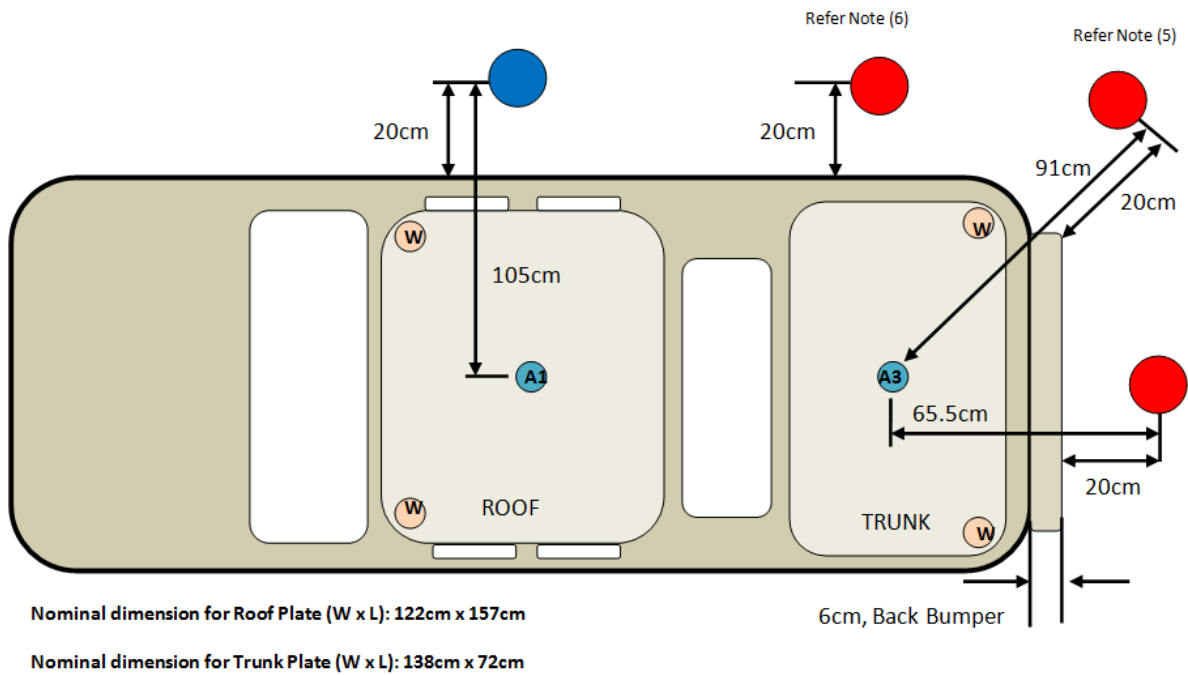 Refer Note (6)
Refer Note (5)
20cm
20cm
91cm
20cm
W
W
105cm
A1
A3
65.5cm
20cm
W
ROOF
TRUNK
W
6cm, Back Bumper
Nominal dimension for Roof Plate (W x L): 122cm x 157cm
Nominal dimension for Trunk Plate (W x L): 138cm x 72cm